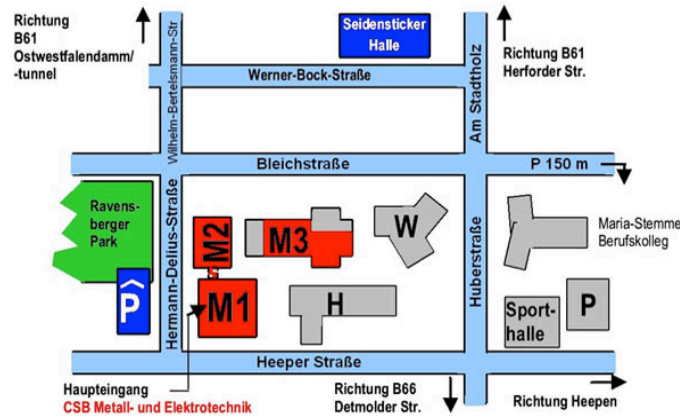 Richtung
B61
Ostwestfalendamm/
-tunnel
Wilhelm-Bertelsmann-Str
Seidensticker
Halle
Am Stadtholz
Richtung B61
Herforder Str.
Werner-Bock-Straße
Bleichstraße
P 150 m
Ravens-
berger
Park
P
Hermann-Delius-Straße
M2
M3
W
Huberstraße
Maria-Stemme
Berufskolleg
M1
H
Sport-
halle
P
Heeper Straße
Haupteingang
CSB Metall- und Elektrotechnik
Richtung B66
Detmolder Str.
Richtung Heepen